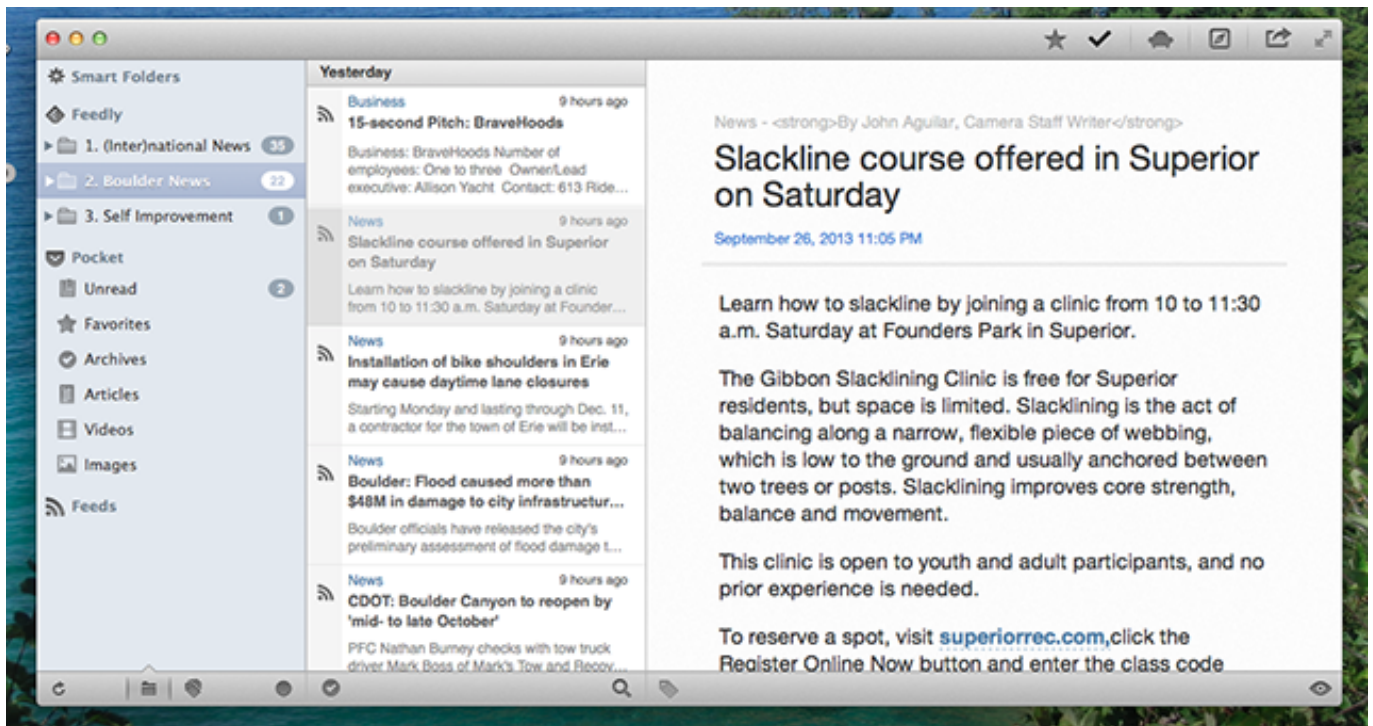 Smart Folders
Feedly
1. (Inter)national News 35
2. Boulder News 22
3. Self Improvement 1
Pocket
Unread 2
Favorites
Archives
Articles
Videos
Images
Feeds
Yesterday
Business 9 hours ago
15-second Pitch: BraveHoods
Business: BraveHoods Number of
employees: One to three Owner/Lead
executive: Allison Yacht Contact: 613 Ride...
News 9 hours ago
Slackline course offered in Superior
on Saturday
Learn how to slackline by joining a clinic
from 10 to 11:30 a.m. Saturday at Founder...
News 9 hours ago
Installation of bike shoulders in Erie
may cause daytime lane closures
Starting Monday and lasting through Dec. 11,
a contractor for the town of Erie will be inst...
News 9 hours ago
Boulder: Flood caused more than
$48M in damage to city infrastructur...
Boulder officials have released the city's
preliminary assessment of flood damage t...
News 9 hours ago
CDOT: Boulder Canyon to reopen by
'mid- to late October'
PFC Nathan Burney checks with tow truck
driver Mark Boss of Mark's Tow and Recov...
News - <strong>By John Aguilar, Camera Staff Writer</strong>
Slackline course offered in Superior
on Saturday
September 26, 2013 11:05 PM
Learn how to slackline by joining a clinic from 10 to 11:30
a.m. Saturday at Founders Park in Superior.
The Gibbon Slacklining Clinic is free for Superior
residents, but space is limited. Slacklining is the act of
balancing along a narrow, flexible piece of webbing,
which is low to the ground and usually anchored between
two trees or posts. Slacklining improves core strength,
balance and movement.
This clinic is open to youth and adult participants, and no
prior experience is needed.
To reserve a spot, visit superiorrec.com,click the
Register Online Now button and enter the class code